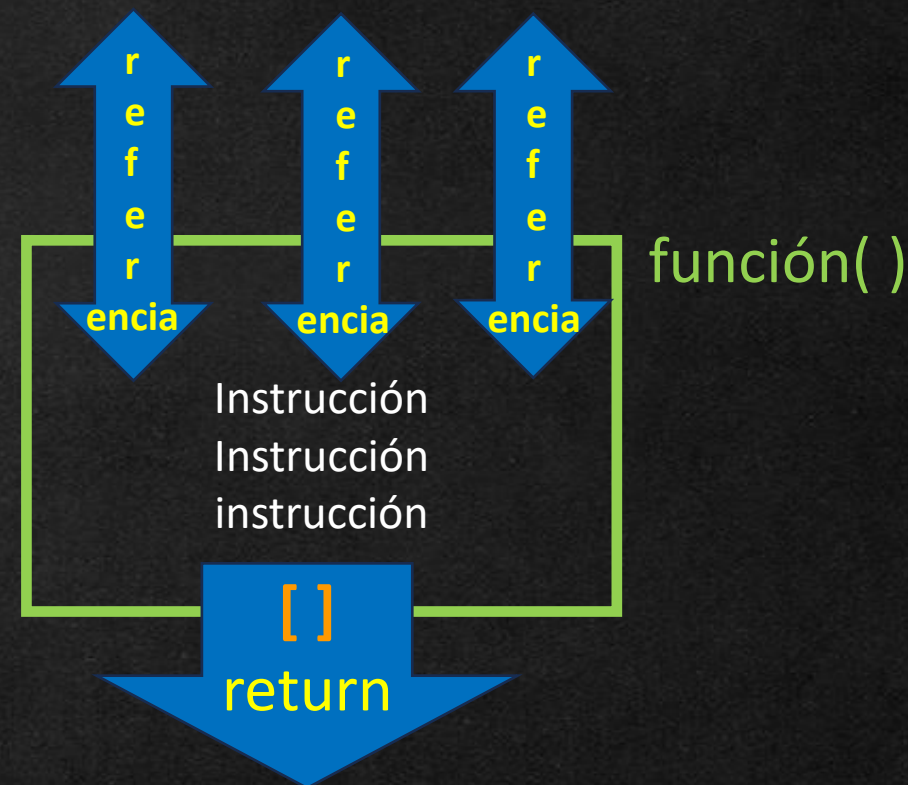 r
e
f
e
r
encia
r
e
f
e
r
encia
r
e
f
e
r
encia
función( )
Instrucción
Instrucción
instrucción
[ ]
return